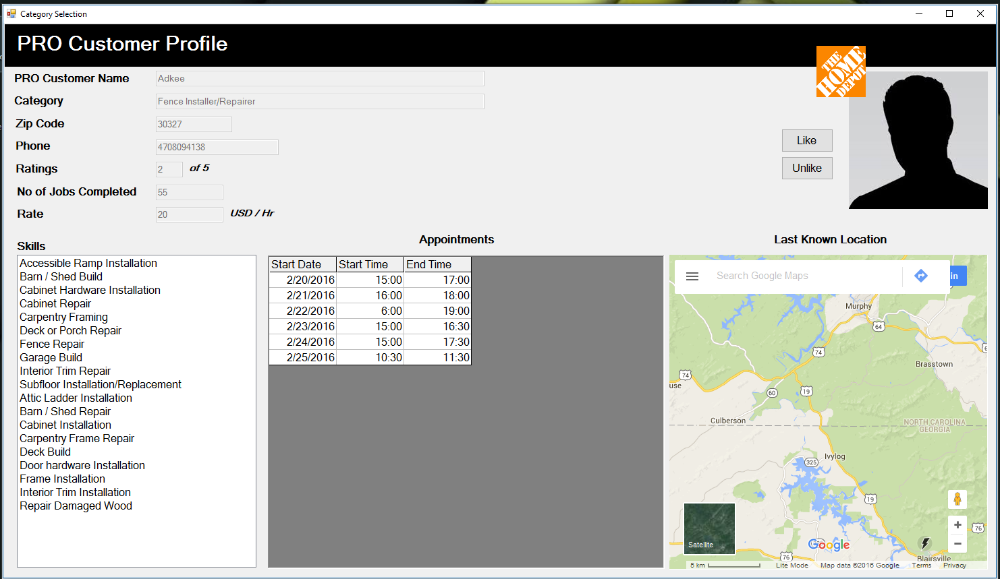 Category Selection
PRO Customer Profile
THE
HOME
DEPOT
PRO Customer Name Adkee
Category Fence Installer/Repairer
Zip Code 30327
Phone 4708094138
Ratings 2 of 5
No of Jobs Completed 55
Rate 20 USD / Hr
Like
Unlike
Skills
Accessible Ramp Installation
Barn / Shed Build
Cabinet Hardware Installation
Cabinet Repair
Carpentry Framing
Deck or Porch Repair
Fence Repair
Garage Build
Interior Trim Repair
Subfloor Installation/Replacement
Attic Ladder Installation
Barn / Shed Repair
Cabinet Installation
Carpentry Frame Repair
Deck Build
Door hardware Installation
Frame Installation
Interior Trim Installation
Repair Damaged Wood
Appointments
Start Date Start Time End Time
2/20/2016 15:00 17:00
2/21/2016 16:00 18:00
2/22/2016 6:00 19:00
2/23/2016 15:00 16:30
2/24/2016 15:00 17:30
2/25/2016 10:30 11:30
Last Known Location
Search Google Maps
in
Murphy
64
74
Brasstown
74
use
60
19
Culberson
NORTH CAROLINA
GEORGIA
Ivylog
325
19
76
Satellite
Google
76
Blairsville
5 km Lite Mode Map data ©2016 Google Terms Privacy